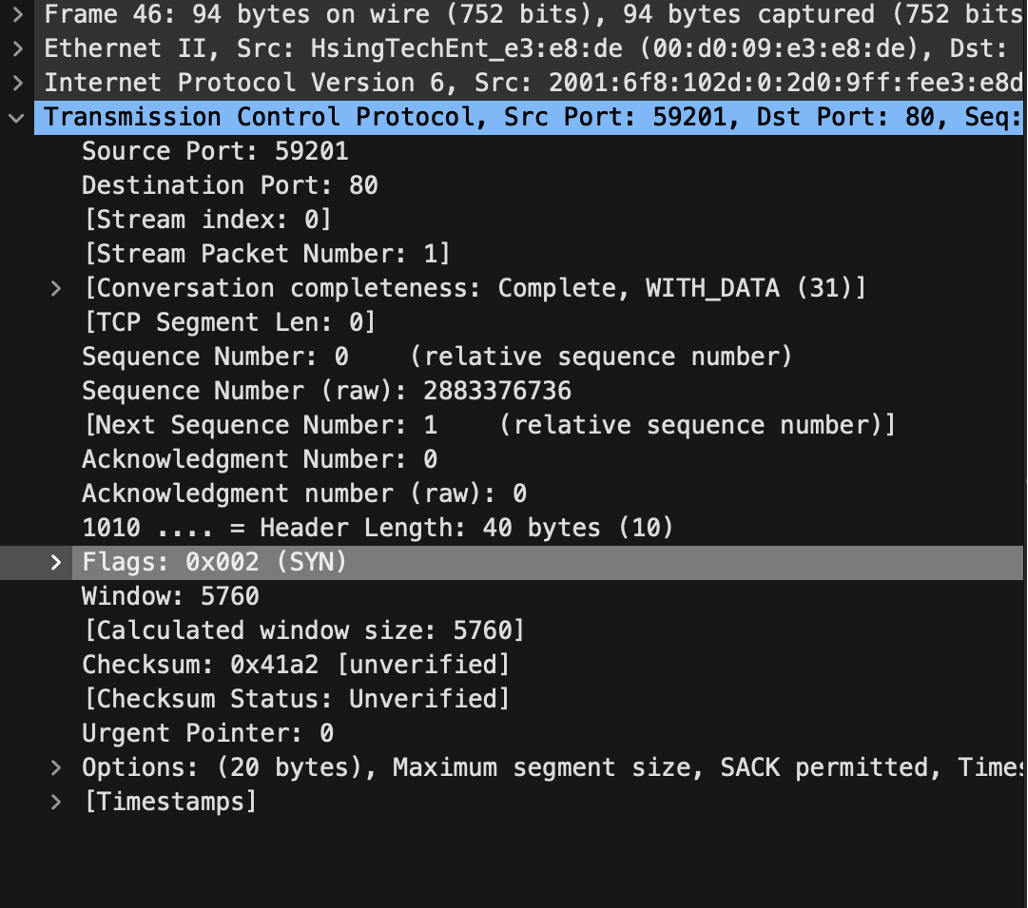 Frame 46: 94 bytes on wire (752 bits), 94 bytes captured (752 bits
Ethernet II, Src: HsingTechEnt_e3:e8:de (00:d0:09:e3:e8:de), Dst:
Internet Protocol Version 6, Src: 2001:6f8:102d:0:2d0:9ff:fee3:e8d
Transmission Control Protocol, Src Port: 59201, Dst Port: 80, Seq:
Source Port: 59201
Destination Port: 80
[Stream index: 0]
[Stream Packet Number: 1]
[Conversation completeness: Complete, WITH_DATA (31)]
[TCP Segment Len: 0]
Sequence Number: 0    (relative sequence number)
Sequence Number (raw): 2883376736
[Next Sequence Number: 1    (relative sequence number)]
Acknowledgment Number: 0
Acknowledgment number (raw): 0
1010 .... = Header Length: 40 bytes (10)
Flags: 0x002 (SYN)
Window: 5760
[Calculated window size: 5760]
Checksum: 0x41a2 [unverified]
[Checksum Status: Unverified]
Urgent Pointer: 0
Options: (20 bytes), Maximum segment size, SACK permitted, Times
[Timestamps]